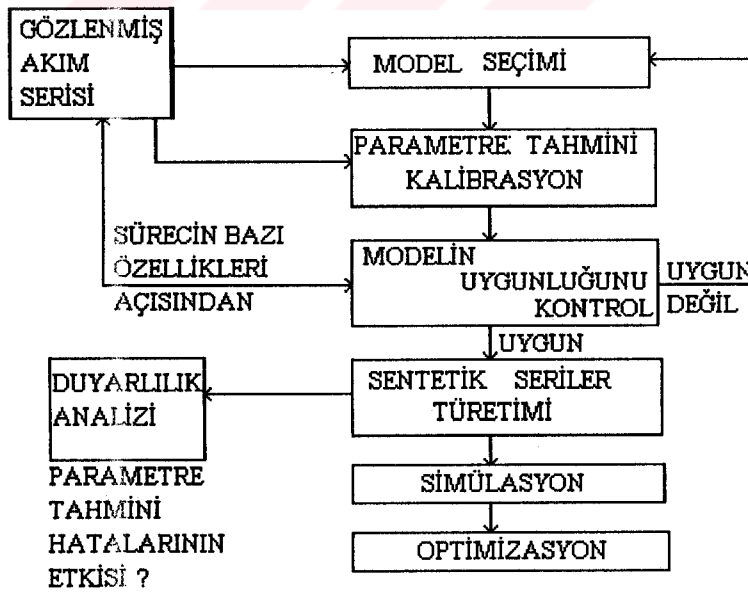 GÖZLENMİŞ
AKIM
SERİSİ
MODEL SEÇİMİ
PARAMETRE TAHMİNİ
KALİBRASYON
SÜRECİN BAZI
ÖZELLİKLERİ
AÇISINDAN
MODELİN
UYGUNLUĞUNU
KONTROL
UYGUN
DEĞİL
UYGUN
SENTETİK SERİLER
TÜRETİMİ
DUYARLILIK
ANALİZİ
PARAMETRE
TAHMİNİ
HATALARININ
ETKİSİ ?
SİMÜLASYON
OPTİMİZASYON